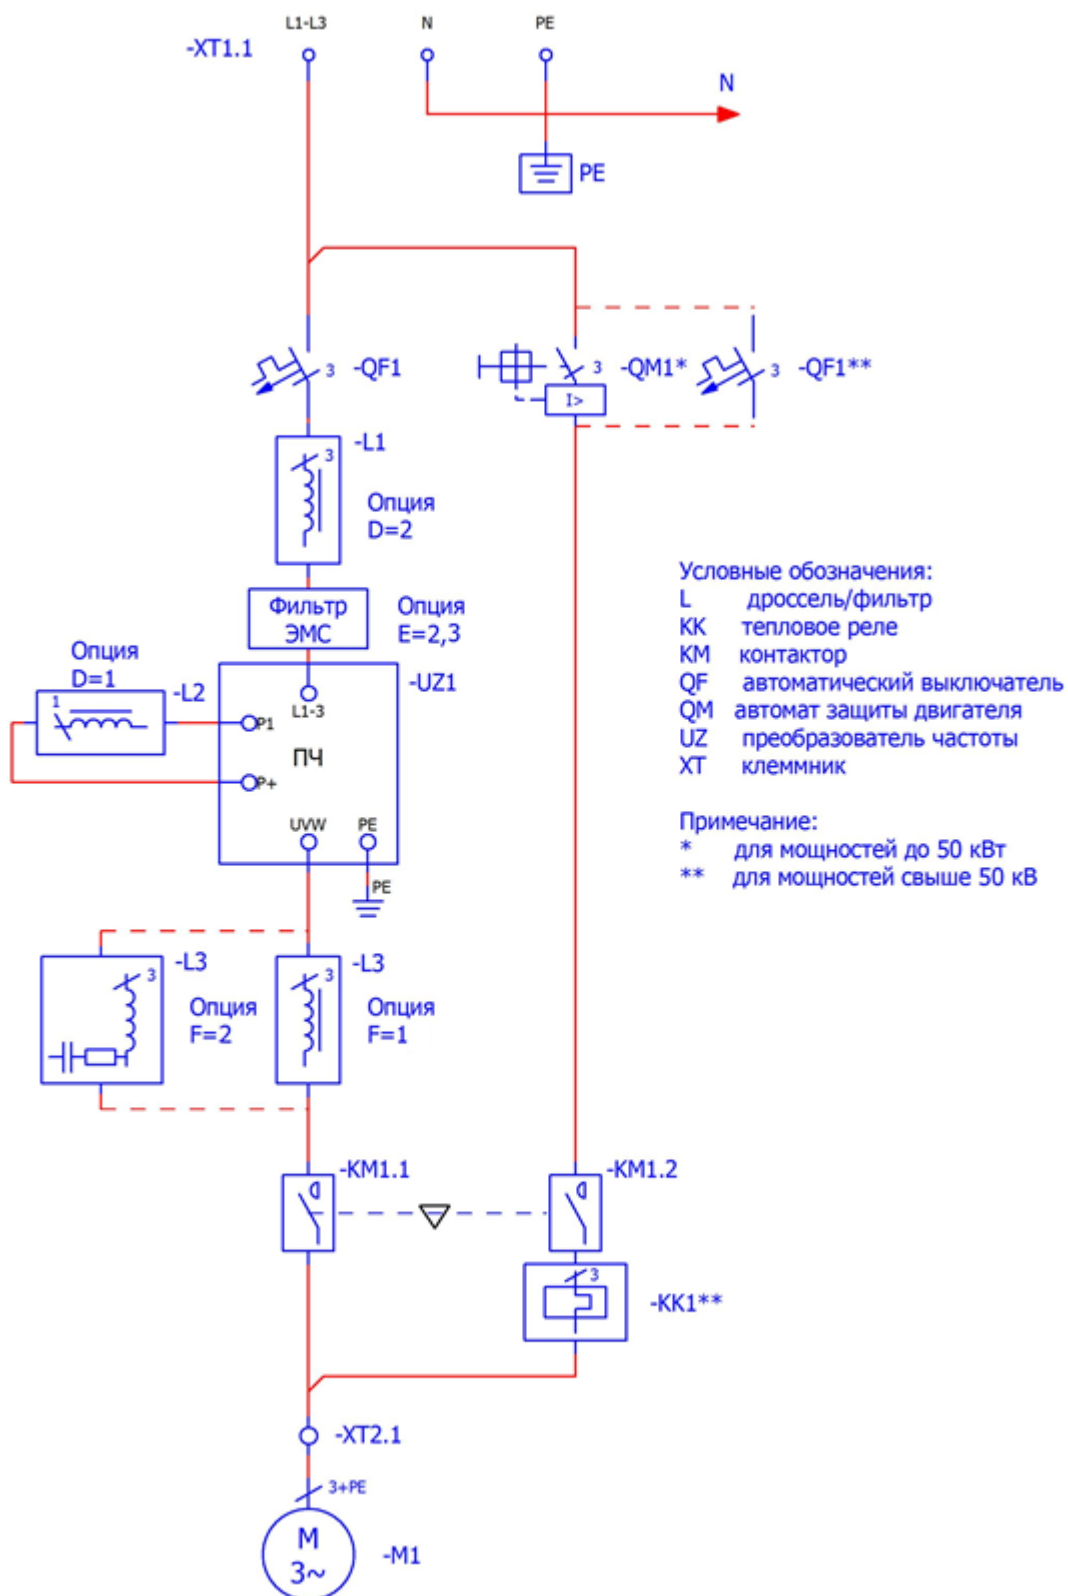 L1-L3
N
PE
-XT1.1
N
PE
3
-QF1
3
-QM1*
3
-QF1**
I>
-L1
3
Опция
D=2
Фильтр
ЭМС
Опция
E=2,3
Опция
D=1
-L2
1
-UZ1
L1-3
P1
ПЧ
P+
UVW
PE
PE
Условные обозначения:
L дроссель/фильтр
KK тепловое реле
KM контактор
QF автоматический выключатель
QM автомат защиты двигателя
UZ преобразователь частоты
XT клеммник
Примечание:
* для мощностей до 50 кВт
** для мощностей свыше 50 кВ
-L3
3
Опция
F=2
-L3
3
Опция
F=1
-KM1.1
-KM1.2
3
-KK1**
-XT2.1
3+PE
M
3~
-M1